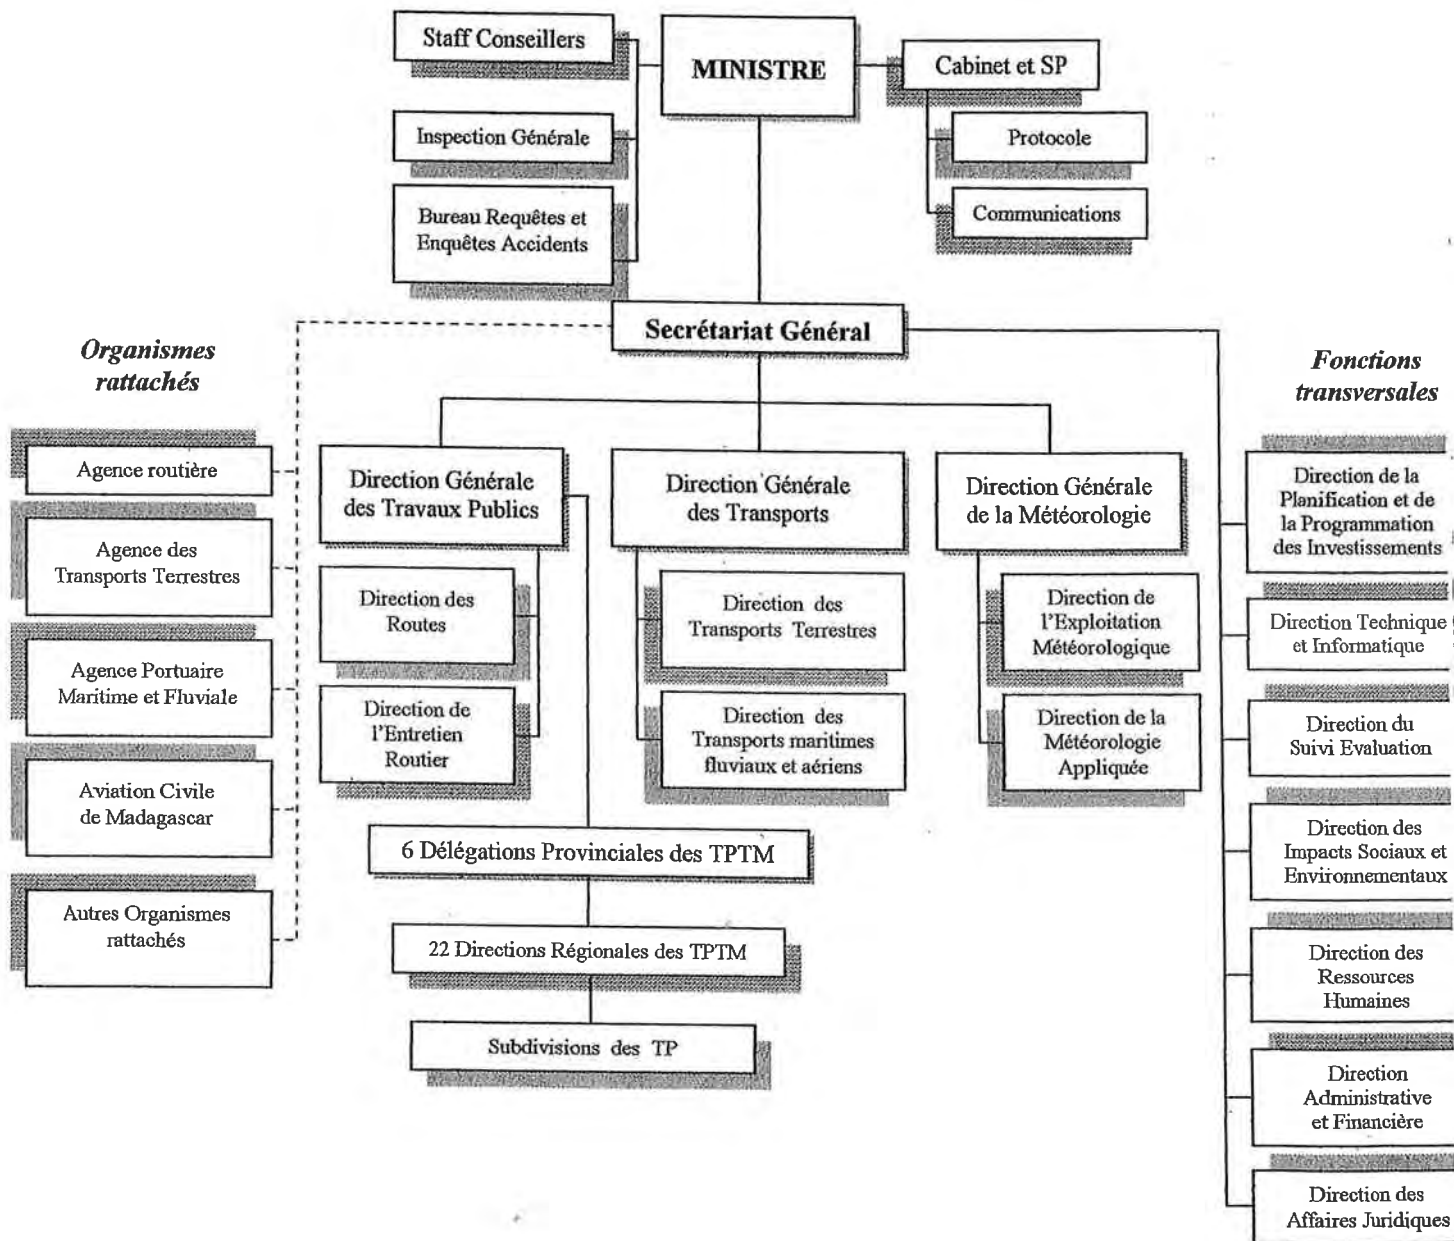 Staff Conseillers
MINISTRE
Cabinet et SP
Inspection Générale
Protocole
Bureau Requêtes et
Enquêtes Accidents
Communications
Secrétariat Général
Organismes
rattachés
Agence routière
Agence des
Transports Terrestres
Agence Portuaire
Maritime et Fluviale
Aviation Civile
de Madagascar
Autres Organismes
rattachés
Direction Générale
des Travaux Publics
Direction des
Routes
Direction de
l'Entretien
Routier
Direction Générale
des Transports
Direction des
Transports Terrestres
Direction des
Transports maritimes
fluviaux et aériens
Direction Générale
de la Météorologie
Direction de
l'Exploitation
Météorologique
Direction de la
Météorologie
Appliquée
6 Délégations Provinciales des TPTM
22 Directions Régionales des TPTM
Subdivisions des TP
Fonctions
transversales
Direction de la
Planification et de
la Programmation
des Investissements
Direction Technique
et Informatique
Direction du
Suivi Evaluation
Direction des
Impacts Sociaux et
Environnementaux
Direction des
Ressources
Humaines
Direction
Administrative
et Financière
Direction des
Affaires Juridiques